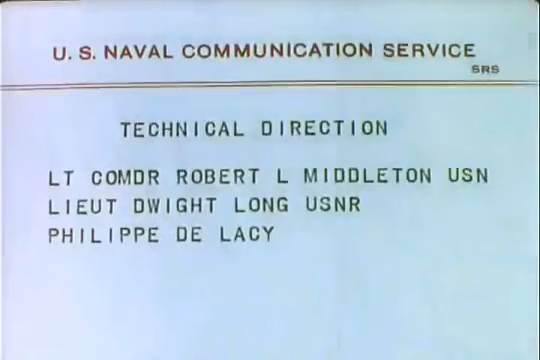 U. S. NAVAL COMMUNICATION SERVICE
SRS
TECHNICAL DIRECTION
LT COMDR ROBERT L MIDDLETON USN
LIEUT DWIGHT LONG USNR
PHILIPPE DE LACY